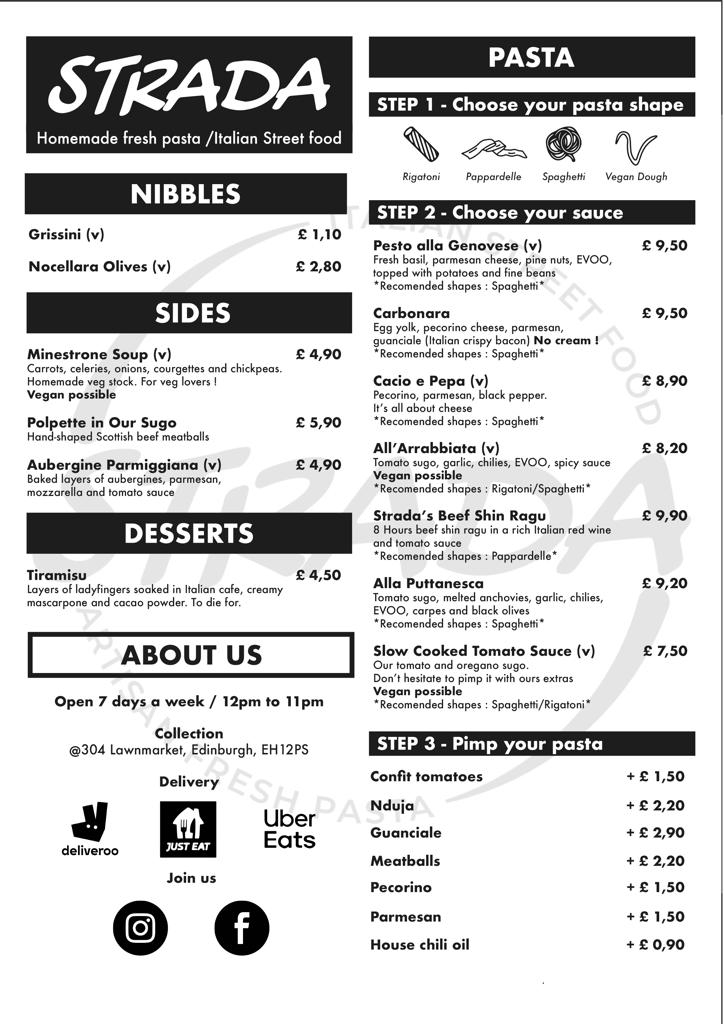 STRADA
Homemade fresh pasta /Italian Street food
NIBBLES
Grissini (v) £ 1,10
Nocellara Olives (v) £ 2,80
SIDES
Minestrone Soup (v) £ 4,90
Carrots, celeries, onions, courgettes and chickpeas.
Homemade veg stock. For veg lovers !
Vegan possible
Polpette in Our Sugo £ 5,90
Hand-shaped Scottish beef meatballs
Aubergine Parmiggiana (v) £ 4,90
Baked layers of aubergines, parmesan,
mozzarella and tomato sauce
DESSERTS
Tiramisu £ 4,50
Layers of ladyfingers soaked in Italian cafe, creamy
mascarpone and cacao powder. To die for.
ABOUT US
Open 7 days a week / 12pm to 11pm
Collection
@304 Lawnmarket, Edinburgh, EH12PS
Delivery
deliveroo
JUST EAT
Uber
Eats
Join us
PASTA
STEP 1 - Choose your pasta shape
Rigatoni Pappardelle Spaghetti Vegan Dough
STEP 2 - Choose your sauce
Pesto alla Genovese (v) £ 9,50
Fresh basil, parmesan cheese, pine nuts, EVOO,
topped with potatoes and fine beans
*Recomended shapes : Spaghetti*
Carbonara £ 9,50
Egg yolk, pecorino cheese, parmesan,
guanciale (Italian crispy bacon) No cream !
*Recomended shapes : Spaghetti*
Cacio e Pepa (v) £ 8,90
Pecorino, parmesan, black pepper.
It's all about cheese
*Recomended shapes : Spaghetti*
All'Arrabbiata (v) £ 8,20
Tomato sugo, garlic, chilies, EVOO, spicy sauce
Vegan possible
*Recomended shapes : Rigatoni/Spaghetti*
Strada's Beef Shin Ragu £ 9,90
8 Hours beef shin ragu in a rich Italian red wine
and tomato sauce
*Recomended shapes : Pappardelle*
Alla Puttanesca £ 9,20
Tomato sugo, melted anchovies, garlic, chilies,
EVOO, carpes and black olives
*Recomended shapes : Spaghetti*
Slow Cooked Tomato Sauce (v) £ 7,50
Our tomato and oregano sugo.
Don't hesitate to pimp it with ours extras
Vegan possible
*Recomended shapes : Spaghetti/Rigatoni*
STEP 3 - Pimp your pasta
Confit tomatoes + £ 1,50
Nduja + £ 2,20
Guanciale + £ 2,90
Meatballs + £ 2,20
Pecorino + £ 1,50
Parmesan + £ 1,50
House chili oil + £ 0,90
ITALIAN STREET FOOD
STRADA
ARTISAN FRESH PASTA